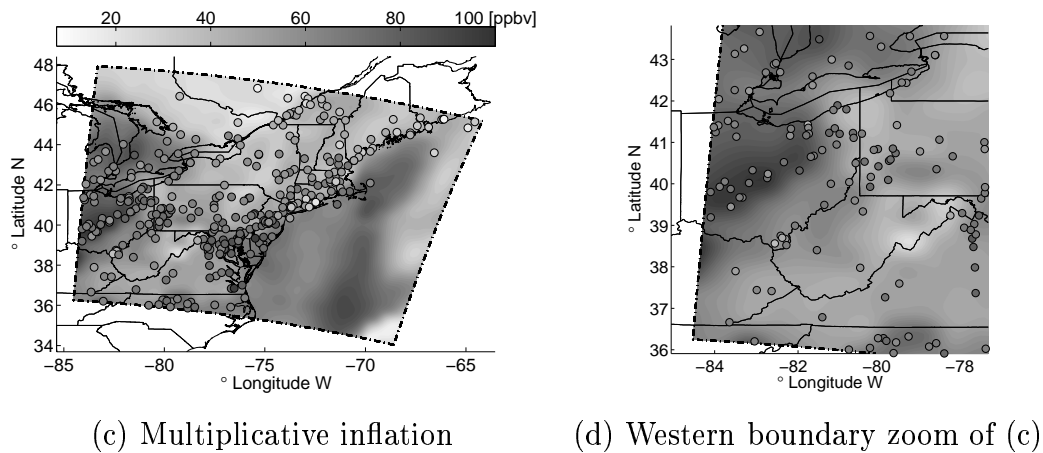 20 40 60 80 100 [ppbv]
48
46
44
42
40
38
36
34
° Latitude N
−85 −80 −75 −70 −65
° Longitude W
43
42
41
40
39
38
37
36
° Latitude N
−84 −82 −80 −78
° Longitude W
(c) Multiplicative inflation
(d) Western boundary zoom of (c)